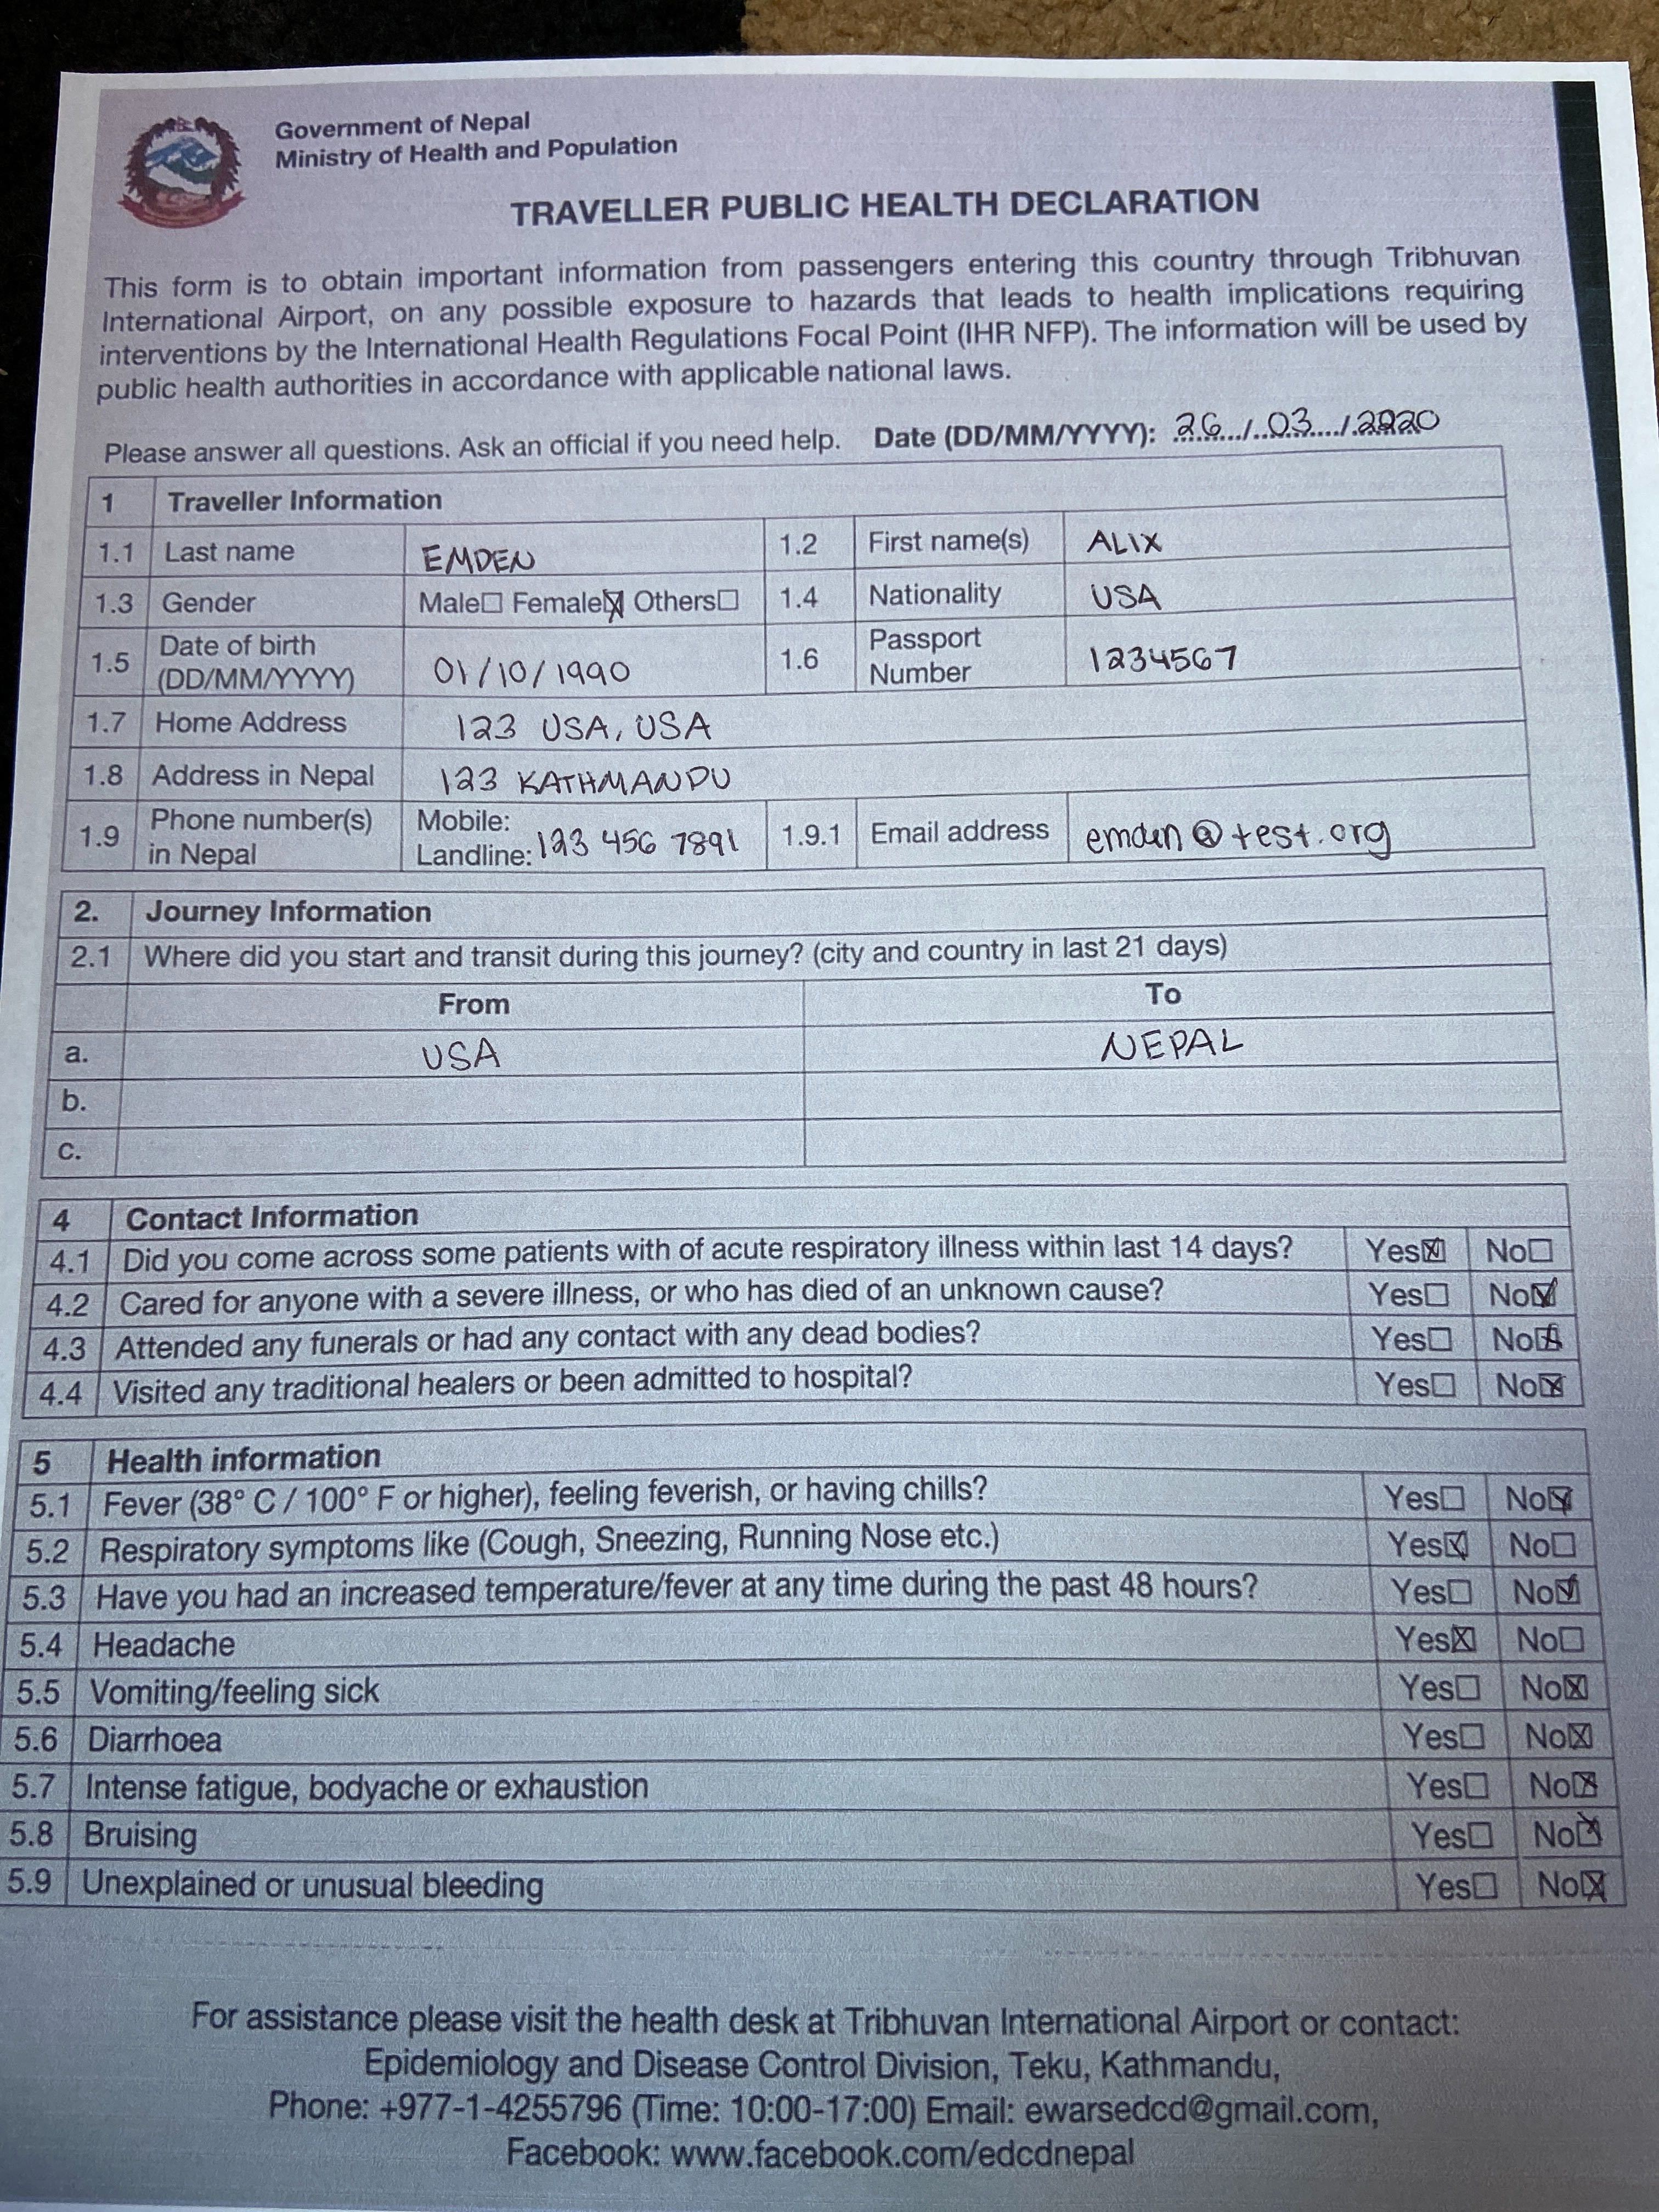 Government of Nepal
Ministry of Health and Population
TRAVELLER PUBLIC HEALTH DECLARATION
This form is to obtain important information from passengers entering this country through Tribhuvan
International Airport, on any possible exposure to hazards that leads to health implications requiring
interventions by the International Health Regulations Focal Point (IHR NFP). The information will be used by
public health authorities in accordance with applicable national laws.
Please answer all questions. Ask an official if you need help. Date (DD/MM/YYYY): 26/03/2020
1 Traveller Information
1.1 Last name EMDEN 1.2 First name(s) ALIX
1.3 Gender Male☐ Female☒ Others☐ 1.4 Nationality USA
1.5 Date of birth (DD/MM/YYYY) 01/10/1990 1.6 Passport Number 1234567
1.7 Home Address 123 USA, USA
1.8 Address in Nepal 123 KATHMANDU
1.9 Phone number(s) in Nepal Mobile: Landline: 123 456 7891 1.9.1 Email address emden@test.org
2. Journey Information
2.1 Where did you start and transit during this journey? (city and country in last 21 days)
From To
a. USA NEPAL
b.
c.
4 Contact Information
4.1 Did you come across some patients with of acute respiratory illness within last 14 days? Yes☒ No☐
4.2 Cared for anyone with a severe illness, or who has died of an unknown cause? Yes☐ No☒
4.3 Attended any funerals or had any contact with any dead bodies? Yes☐ No☒
4.4 Visited any traditional healers or been admitted to hospital? Yes☐ No☒
5 Health information
5.1 Fever (38° C / 100° F or higher), feeling feverish, or having chills? Yes☐ No☒
5.2 Respiratory symptoms like (Cough, Sneezing, Running Nose etc.) Yes☒ No☐
5.3 Have you had an increased temperature/fever at any time during the past 48 hours? Yes☐ No☒
5.4 Headache Yes☒ No☐
5.5 Vomiting/feeling sick Yes☐ No☒
5.6 Diarrhoea Yes☐ No☒
5.7 Intense fatigue, bodyache or exhaustion Yes☐ No☒
5.8 Bruising Yes☐ No☒
5.9 Unexplained or unusual bleeding Yes☐ No☒
For assistance please visit the health desk at Tribhuvan International Airport or contact:
Epidemiology and Disease Control Division, Teku, Kathmandu,
Phone: +977-1-4255796 (Time: 10:00-17:00) Email: ewarsedcd@gmail.com,
Facebook: www.facebook.com/edcdnepal